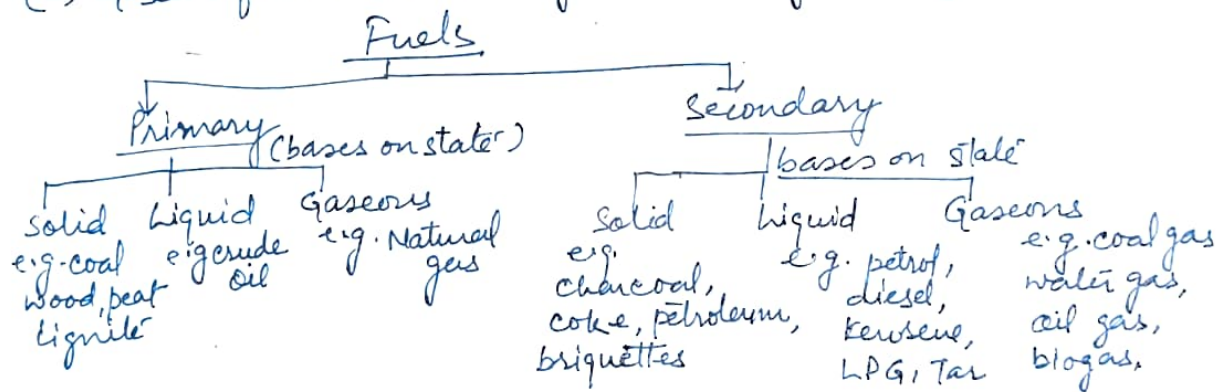 Fuels
Primary
(bases on state)
Solid
e.g. coal
wood, peat
Lignite
Liquid
e.g crude
oil
Gaseous
e.g. Natural
gas
Secondary
bases on state
Solid
e.g.
charcoal,
coke, petroleum,
briquettes
Liquid
e.g. petrol,
diesel,
kerosene,
LPG, Tar
Gaseous
e.g. coal gas
water gas,
oil gas,
biogas,